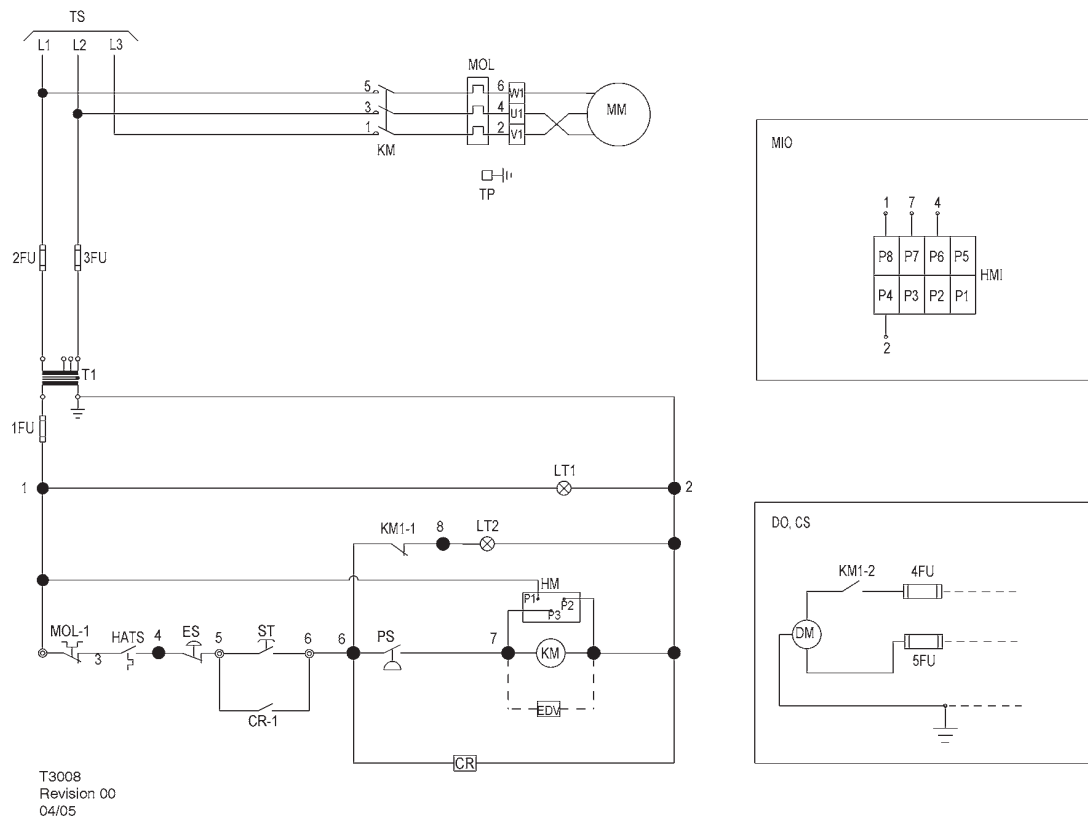 TS
L1 L2 L3
MOL
5 6 W1
3 4 U1 MM
1 2 V1
KM
TP
2FU 3FU
T1
1FU
LT1
1 2
KM1-1 8 LT2
HM
P1 P2
P3
MOL-1 HATS 4 ES 5 ST 6 6 PS 7 KM
3
CR-1
EDV
CR
T3008
Revision 00
04/05
MIO
1 7 4
P8 P7 P6 P5
HMI
P4 P3 P2 P1
2
DO, CS
KM1-2 4FU
DM
5FU